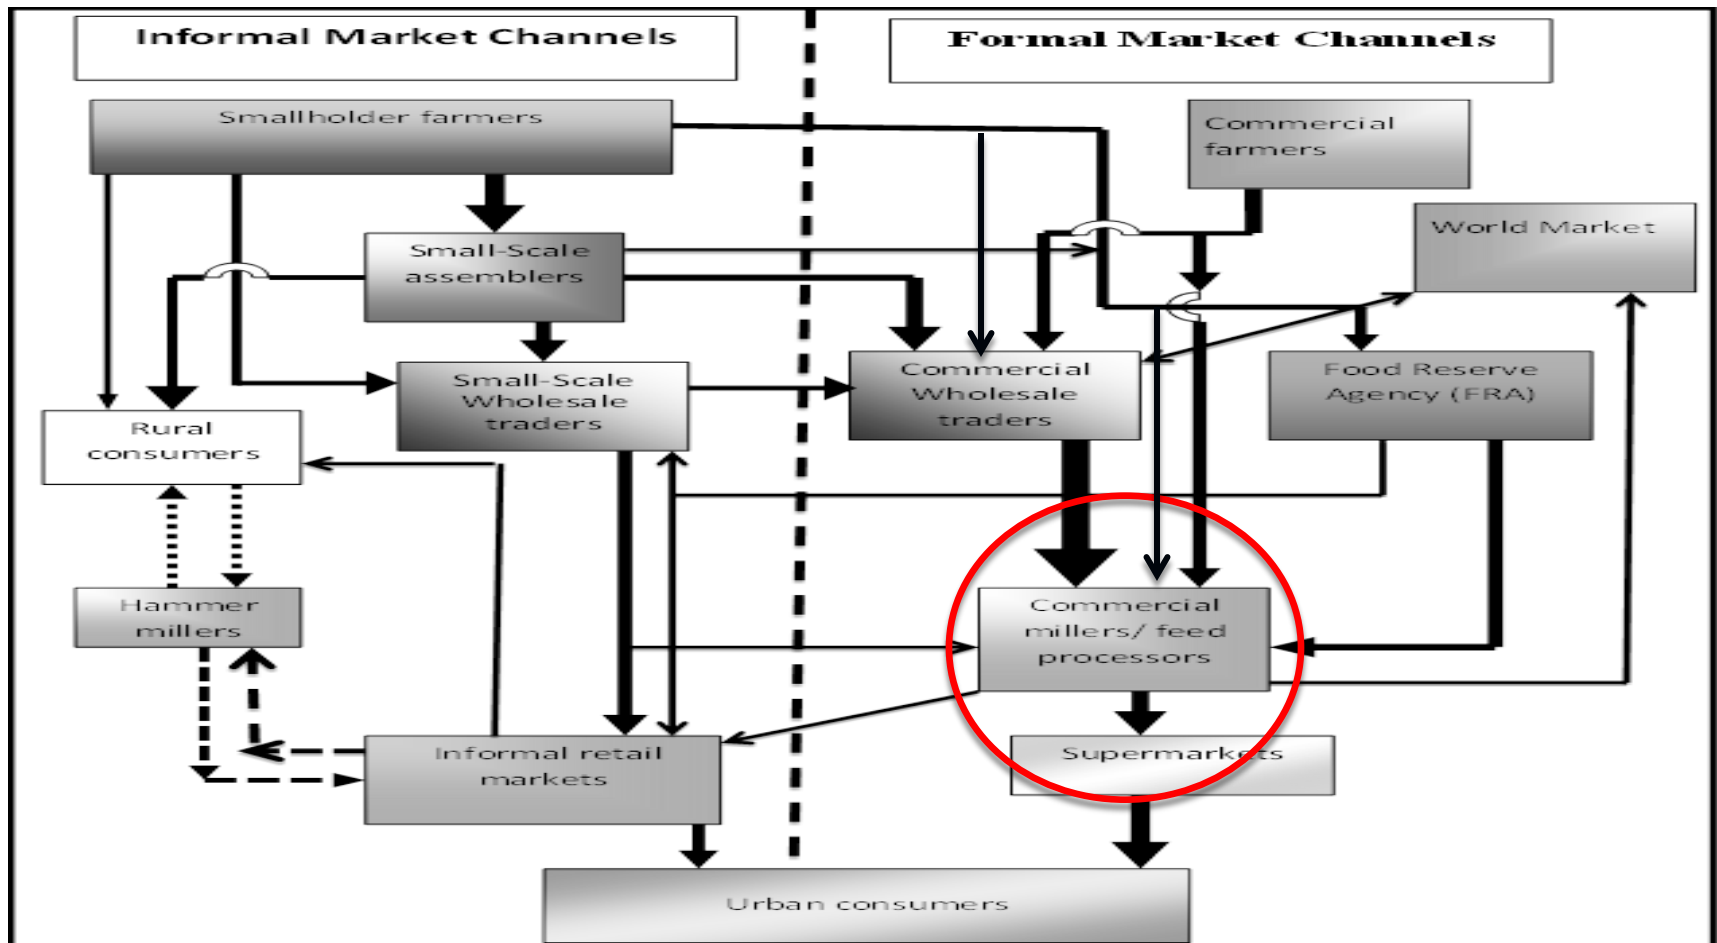 Informal Market Channels
Formal Market Channels
Smallholder farmers
Commercial
farmers
World Market
Small-Scale
assemblers
Small-Scale
Wholesale
traders
Commercial
Wholesale
traders
Food Reserve
Agency (FRA)
Rural
consumers
Hammer
millers
Commercial
millers/ feed
processors
Informal retail
markets
Supermarkets
Urban consumers